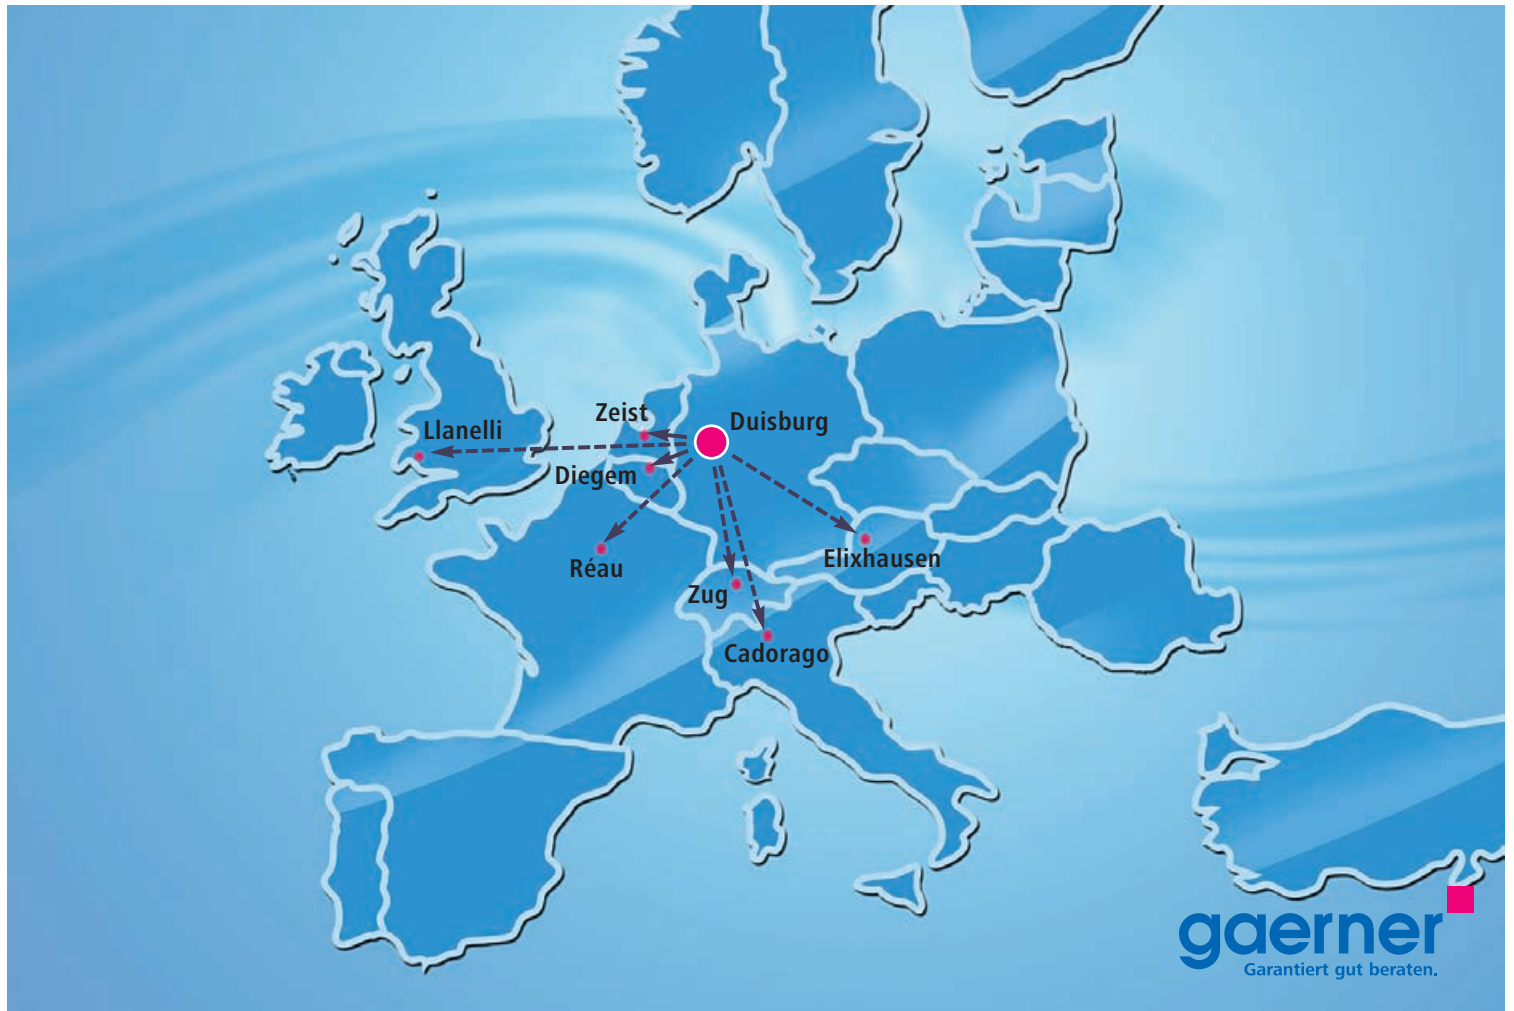 Zeist
Duisburg
Llanelli
Diegem
Elixhausen
Réau
Zug
Cadorago
gaerner
Garantiert gut beraten.